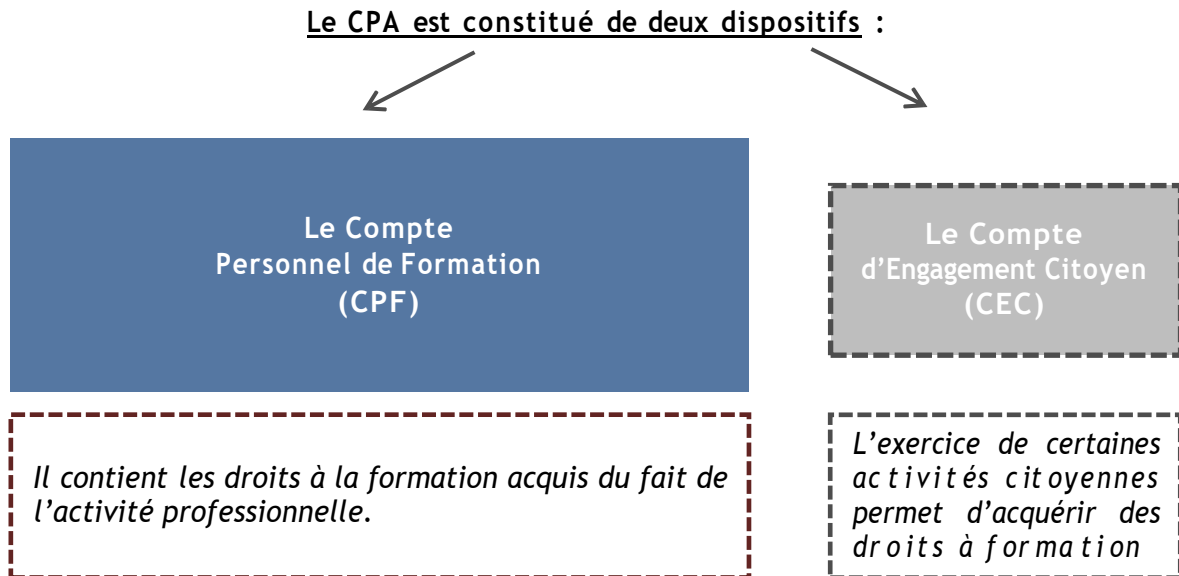 Le CPA est constitué de deux dispositifs :
Le Compte
Personnel de Formation
(CPF)
Le Compte
d’Engagement Citoyen
(CEC)
Il contient les droits à la formation acquis du fait de
l’activité professionnelle.
L’exercice de certaines
activités citoyennes
permet d’acquérir des
droits à formation